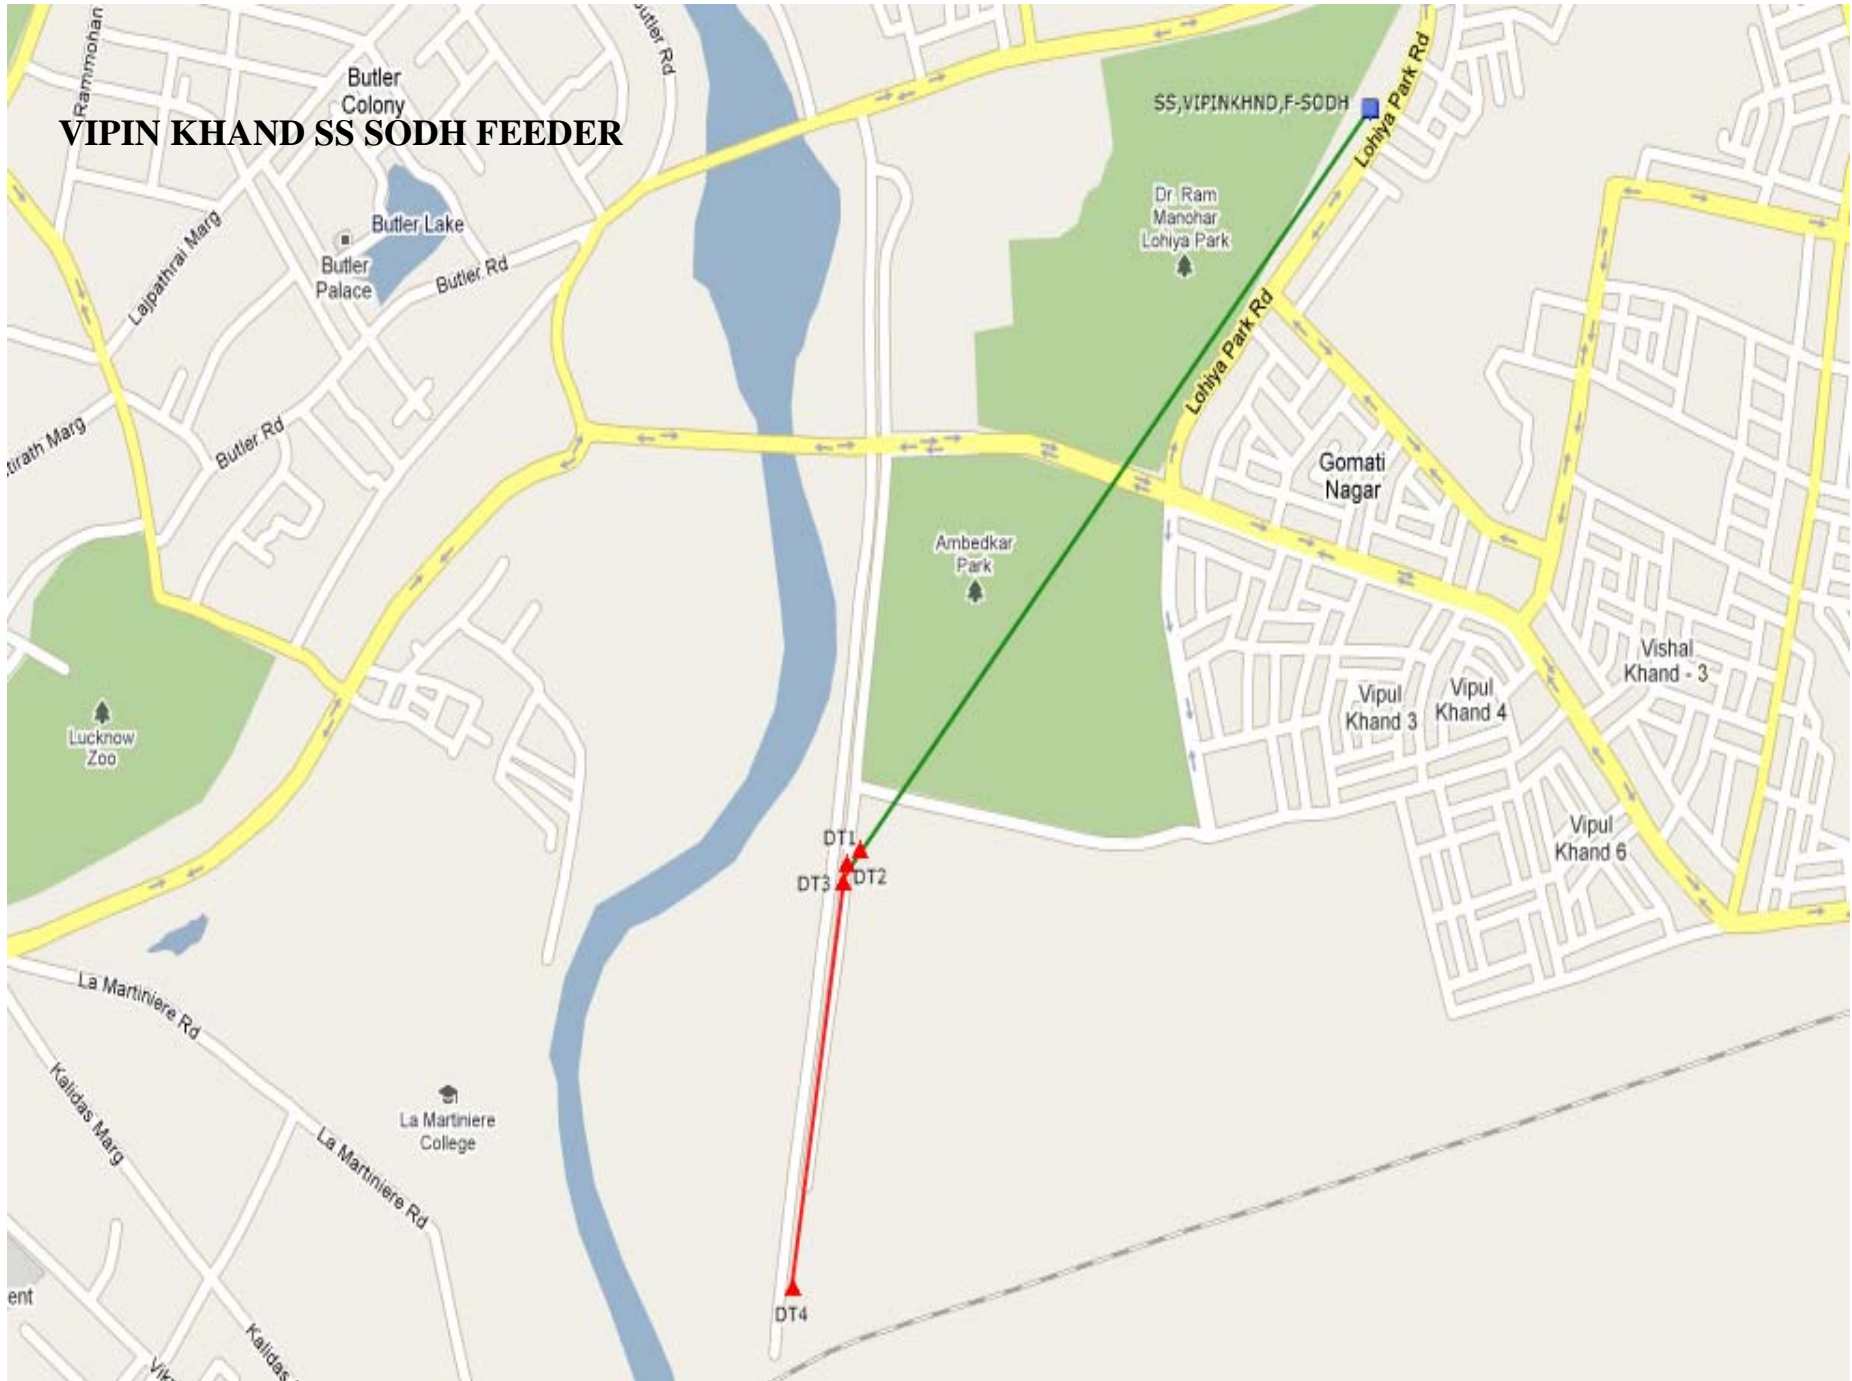 Rammohan
Butler Rd
Butler
Colony
VIPIN KHAND SS SODH FEEDER
SS,VIPINKHND,F-SODH
Lohiya Park Rd
Dr. Ram
Manohar
Lohiya Park
Lajpathrai Marg
Butler Lake
Butler
Palace
Butler Rd
Lohiya Park Rd
tirath Marg
Butler Rd
Gomati
Nagar
Ambedkar
Park
Vishal
Khand - 3
Vipul
Khand 3
Vipul
Khand 4
Lucknow
Zoo
DT1
DT2
DT3
Vipul
Khand 6
La Martiniere Rd
Kalidas Marg
La Martiniere
College
La Martiniere Rd
ent
DT4
Kalidas